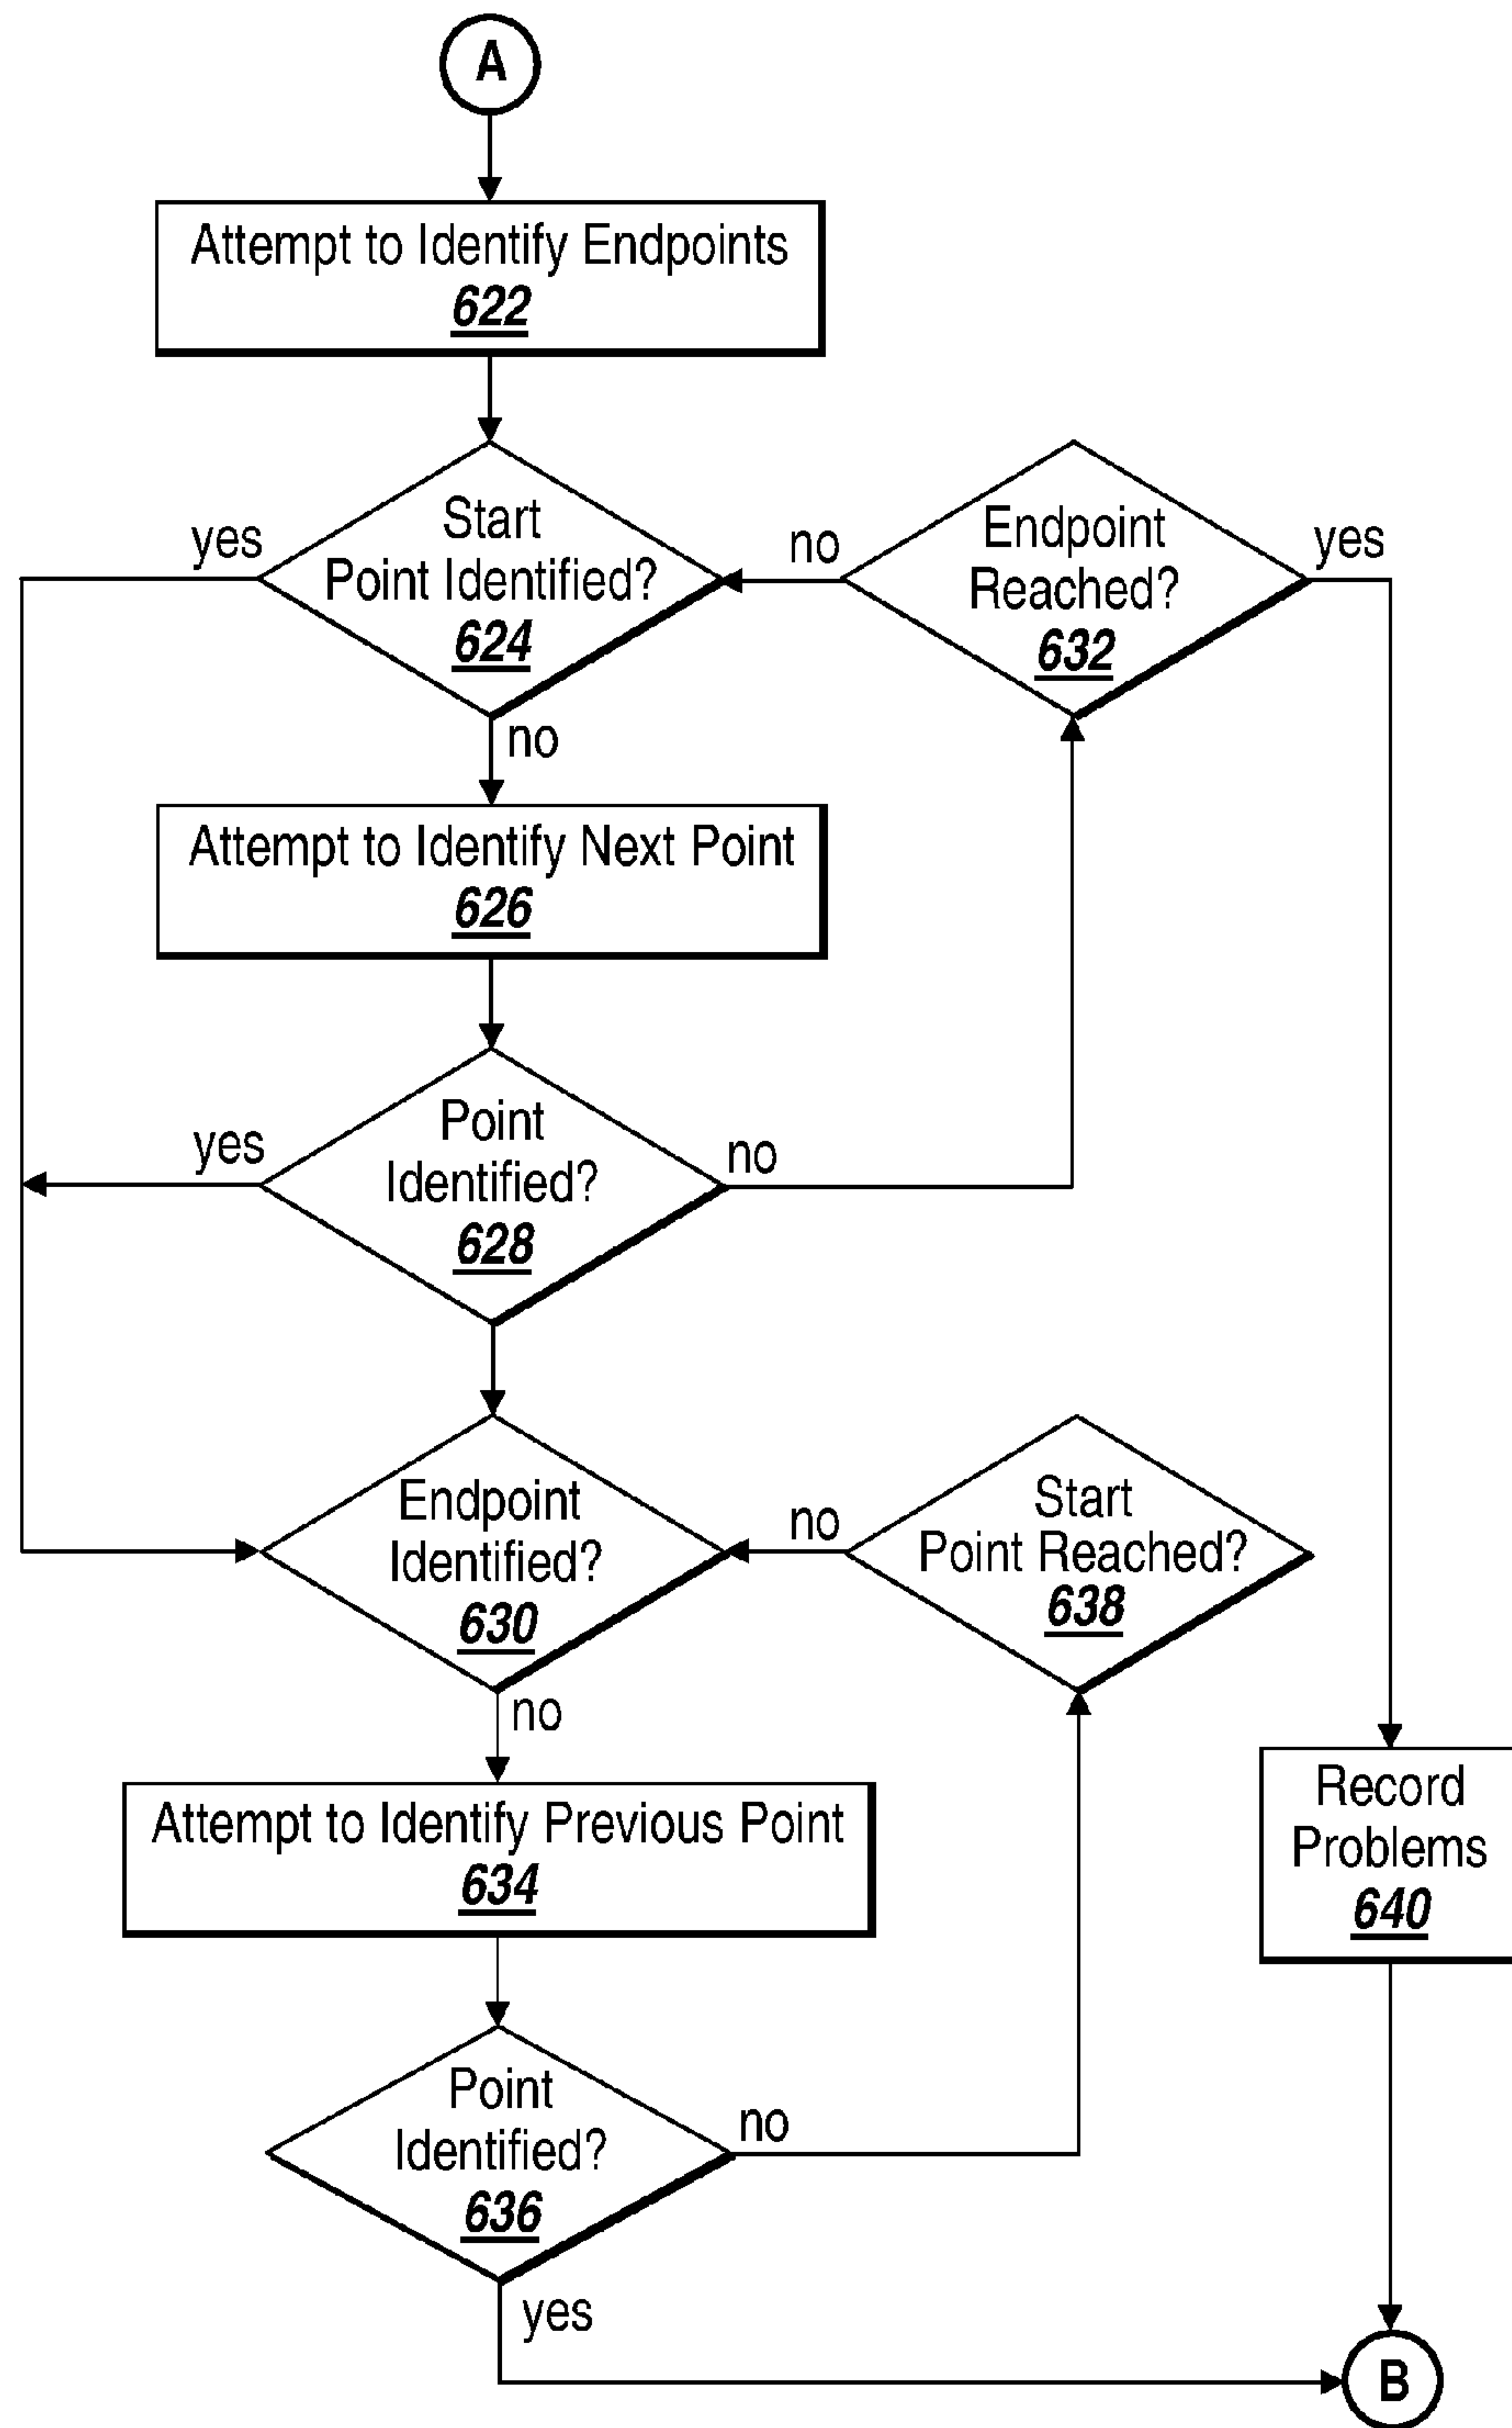 A
Attempt to Identify Endpoints
622
yes
Start
Point Identified?
624
no
Endpoint
Reached?
632
yes
no
Attempt to Identify Next Point
626
yes
Point
Identified?
628
no
Endpoint
Identified?
630
no
Start
Point Reached?
638
no
Attempt to Identify Previous Point
634
Record
Problems
640
Point
Identified?
636
no
yes
B